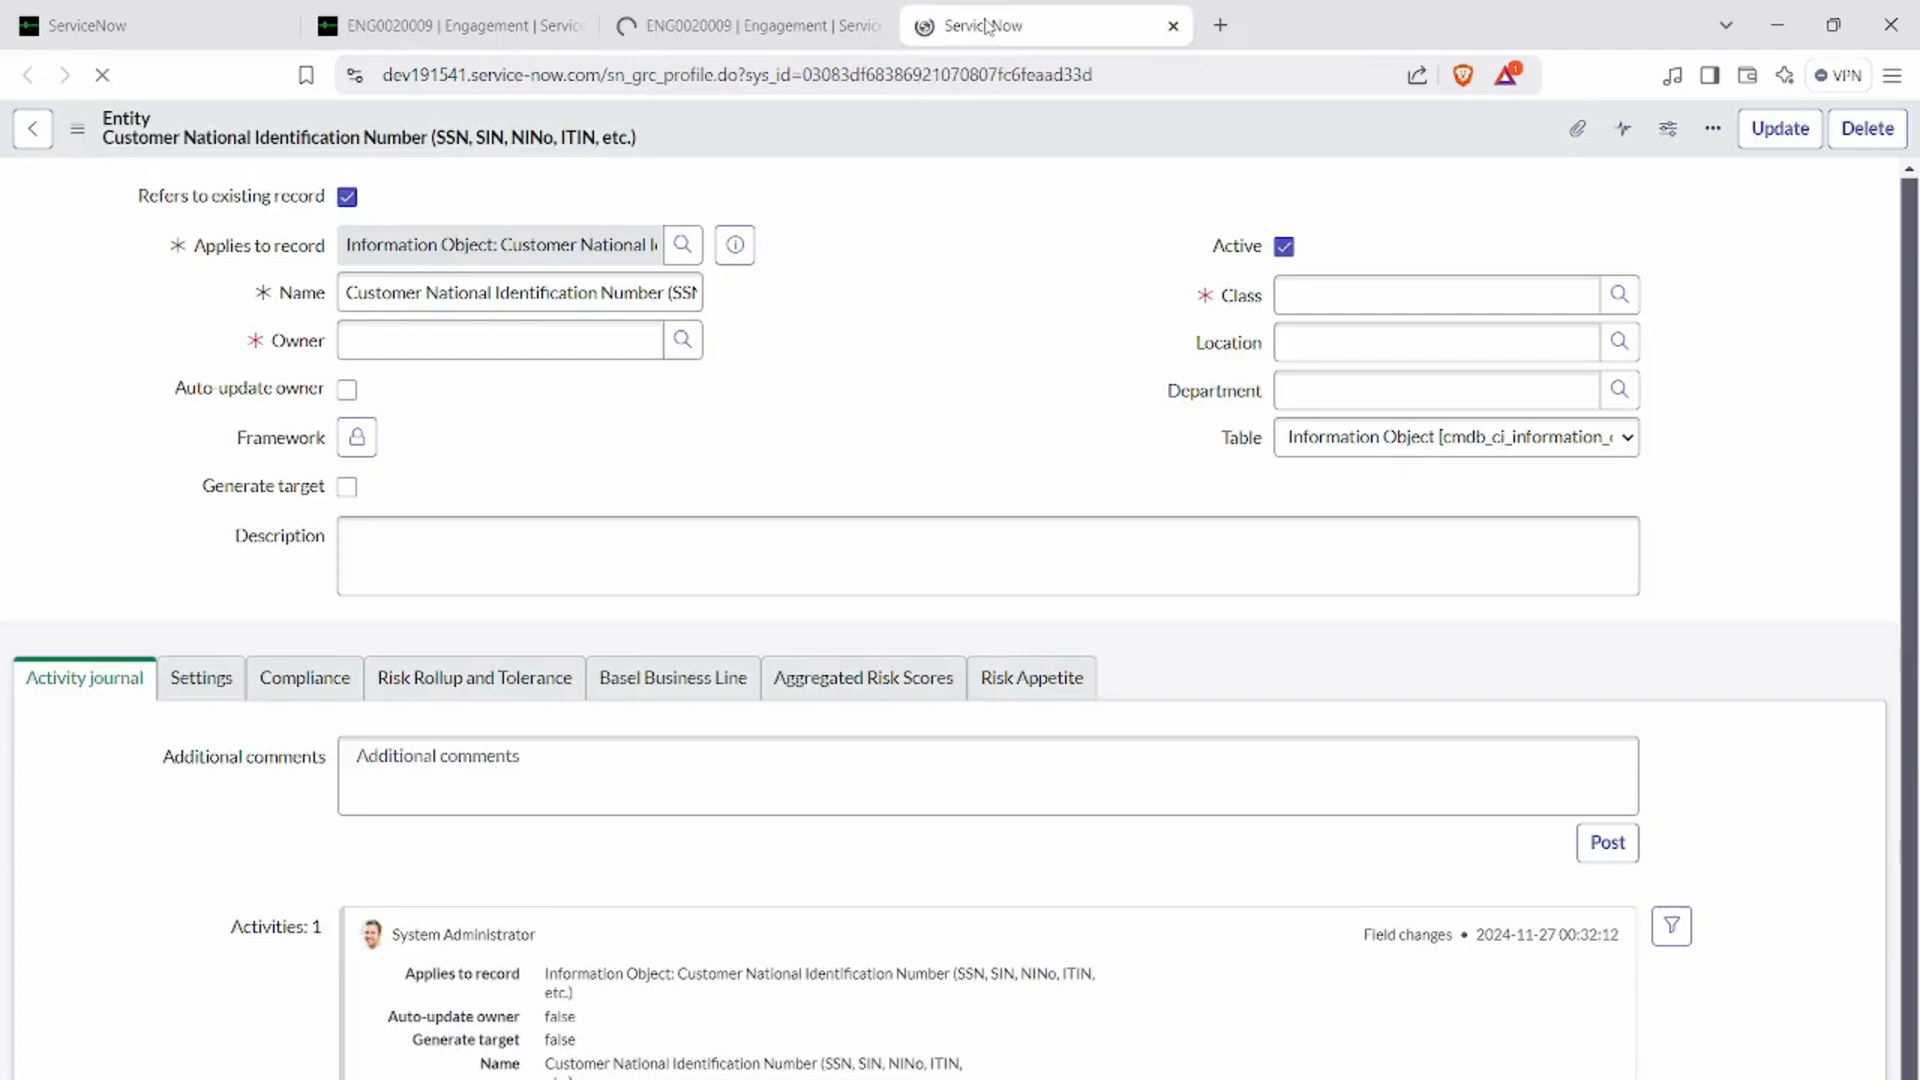 ServiceNow
ENG0020009 | Engagement | Service
ENG0020009 | Engagement | Service
ServiceNow
dev191541.service-now.com/sn_grc_profile.do?sys_id=03083df68386921070807fc6feaad33d
1
VPN
Entity
Customer National Identification Number (SSN, SIN, NINo, ITIN, etc.)
Update
Delete
Refers to existing record
* Applies to record
Information Object: Customer National I
Active
* Name
Customer National Identification Number (SSN
* Class
* Owner
Location
Auto-update owner
Department
Framework
Table
Information Object [cmdb_ci_information_
Generate target
Description
Activity journal
Settings
Compliance
Risk Rollup and Tolerance
Basel Business Line
Aggregated Risk Scores
Risk Appetite
Additional comments
Additional comments
Post
Activities: 1
System Administrator
Field changes • 2024-11-27 00:32:12
Applies to record
Information Object: Customer National Identification Number (SSN, SIN, NINo, ITIN,
etc.)
Auto-update owner
false
Generate target
false
Name
Customer National Identification Number (SSN, SIN, NINo, ITIN,